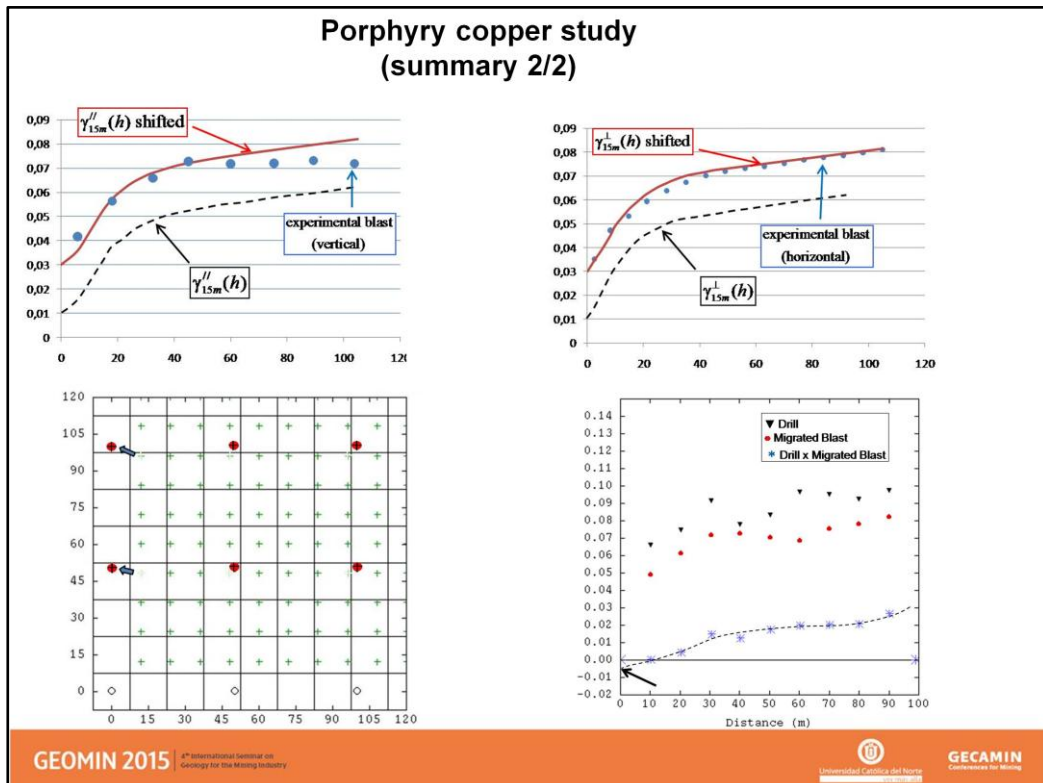 Porphyry copper study
(summary 2/2)
0,09
0,08
0,07
0,06
0,05
0,04
0,03
0,02
0,01
0
0 20 40 60 80 100 120
γ//15m(h) shifted
experimental blast
(vertical)
γ//15m(h)
0,09
0,08
0,07
0,06
0,05
0,04
0,03
0,02
0,01
0
0 20 40 60 80 100 120
γ⊥15m(h) shifted
experimental blast
(horizontal)
γ⊥15m(h)
120
105
90
75
60
45
30
15
0
0 15 30 45 60 75 90 105 120
0.14
0.13
0.12
0.11
0.10
0.09
0.08
0.07
0.06
0.05
0.04
0.03
0.02
0.01
0.00
-0.01
-0.02
0 10 20 30 40 50 60 70 80 90 100
Distance (m)
Drill
Migrated Blast
Drill x Migrated Blast
GEOMIN 2015
4th International Seminar on
Geology for the Mining Industry
Universidad Católica del Norte
GECAMIN
Conferences for Mining